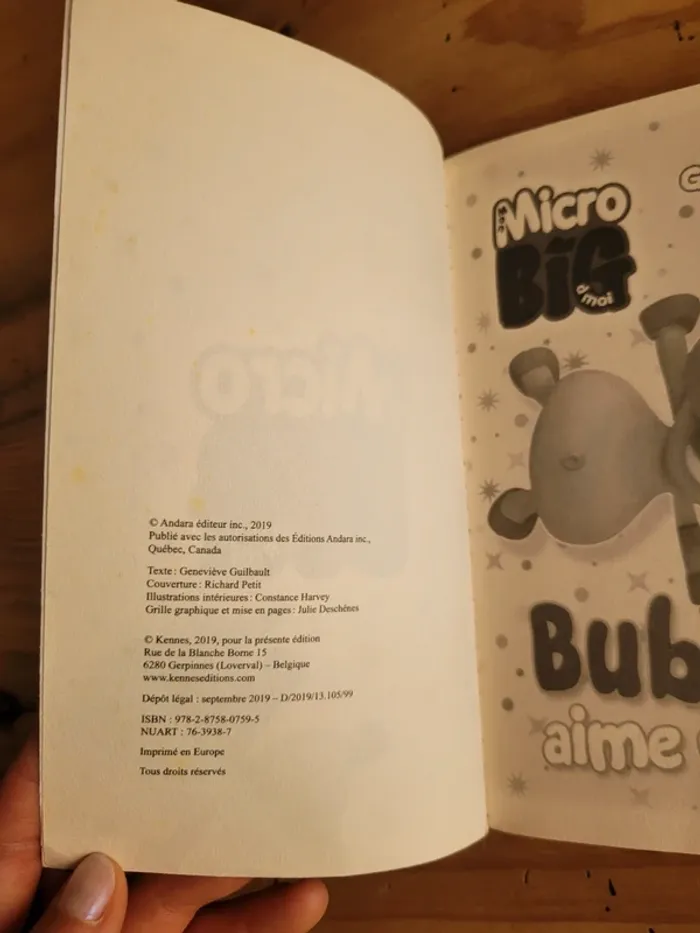 © Andara éditeur inc., 2019
Publié avec les autorisations des Éditions Andara inc.,
Québec, Canada
Texte : Geneviève Guilbault
Couverture : Richard Petit
Illustrations intérieures : Constance Harvey
Grille graphique et mise en pages : Julie Deschênes
© Kennes, 2019, pour la présente édition
Rue de la Blanche Borne 15
6280 Gerpinnes (Loverval) – Belgique
www.kenneseditions.com
Dépôt légal : septembre 2019 – D/2019/13.105/99
ISBN : 978-2-8758-0759-5
NUART : 76-3938-7
Imprimé en Europe
Tous droits réservés
Micro
BiG
à moi
Bub
aime